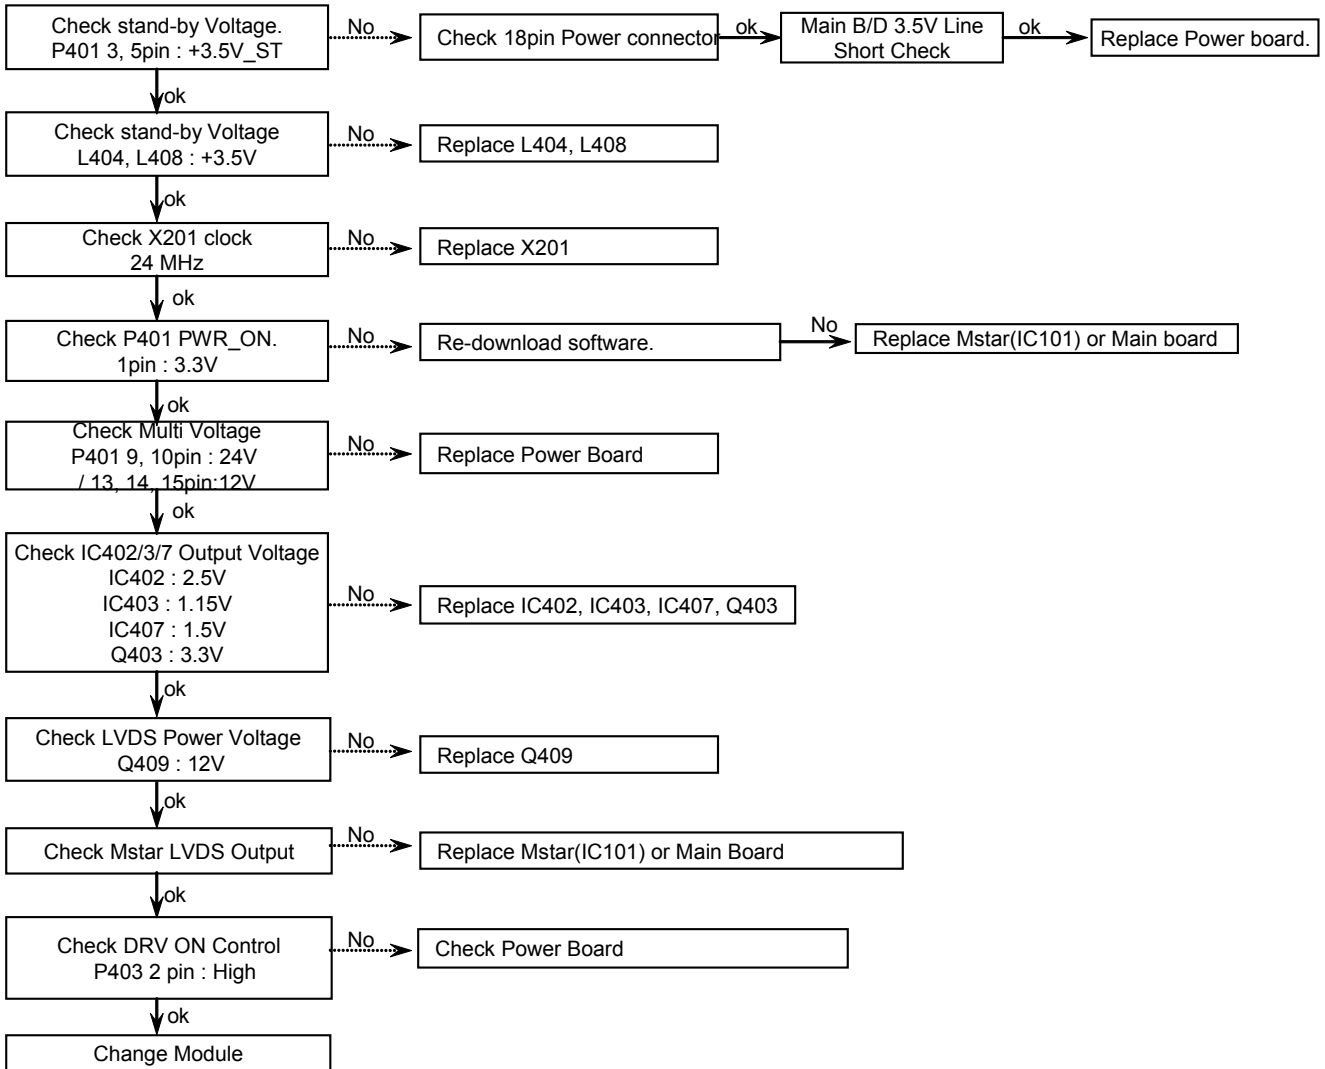 Check stand-by Voltage.
P401 3, 5pin : +3.5V_ST
No
Check 18pin Power connector
ok
Main B/D 3.5V Line
Short Check
ok
Replace Power board.
ok
Check stand-by Voltage
L404, L408 : +3.5V
No
Replace L404, L408
ok
Check X201 clock
24 MHz
No
Replace X201
ok
Check P401 PWR_ON.
1pin : 3.3V
No
Re-download software.
No
Replace Mstar(IC101) or Main board
ok
Check Multi Voltage
P401 9, 10pin : 24V
/ 13, 14, 15pin:12V
No
Replace Power Board
ok
Check IC402/3/7 Output Voltage
IC402 : 2.5V
IC403 : 1.15V
IC407 : 1.5V
Q403 : 3.3V
No
Replace IC402, IC403, IC407, Q403
ok
Check LVDS Power Voltage
Q409 : 12V
No
Replace Q409
ok
Check Mstar LVDS Output
No
Replace Mstar(IC101) or Main Board
ok
Check DRV ON Control
P403 2 pin : High
No
Check Power Board
ok
Change Module